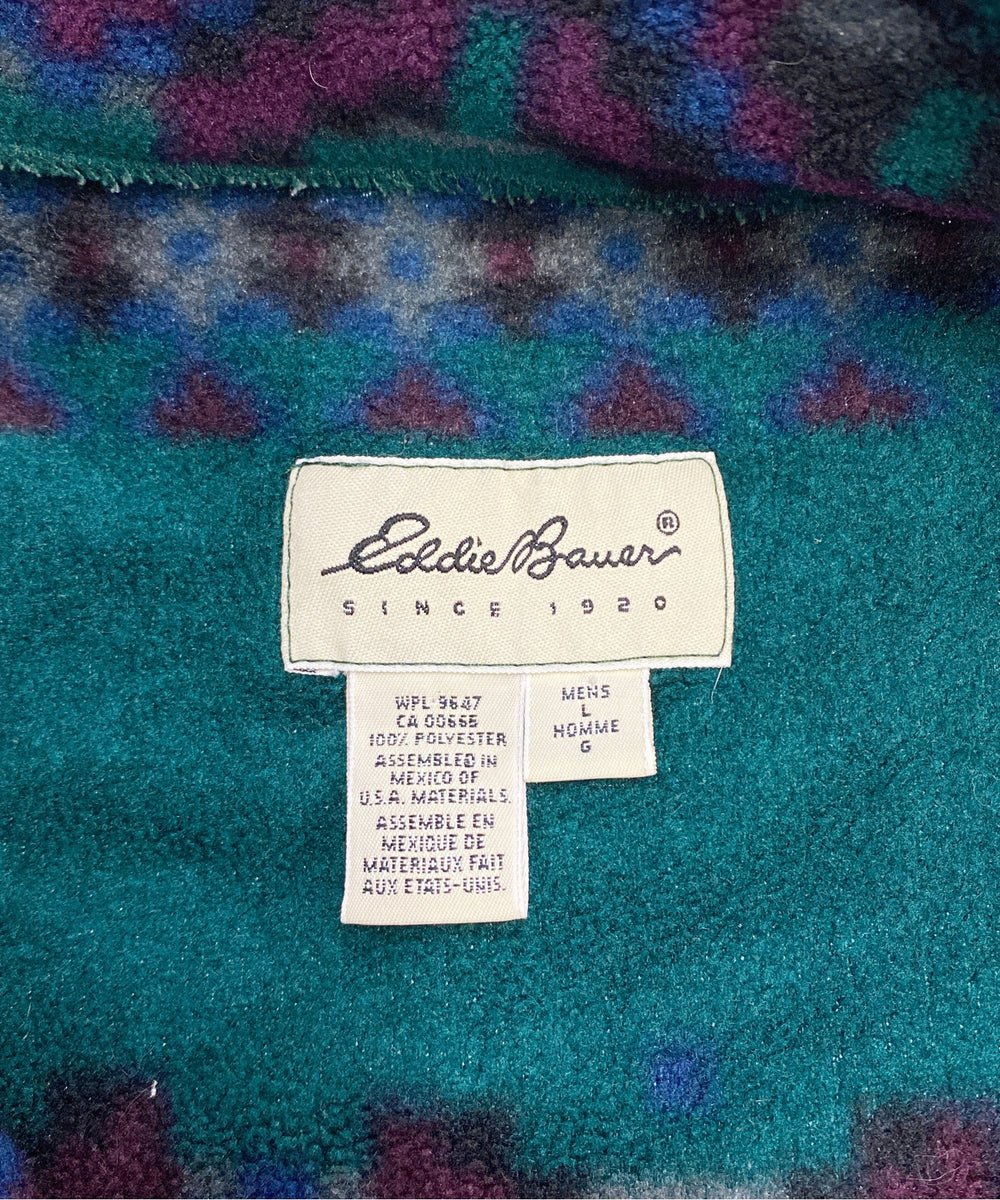 Eddie Bauer®
SINCE 1920
WPL 9647
CA 00666
100% POLYESTER
ASSEMBLED IN
MEXICO OF
U.S.A. MATERIALS.
ASSEMBLE EN
MEXIQUE DE
MATERIAUX FAIT
AUX ETATS-UNIS.
MENS
L
HOMME
G